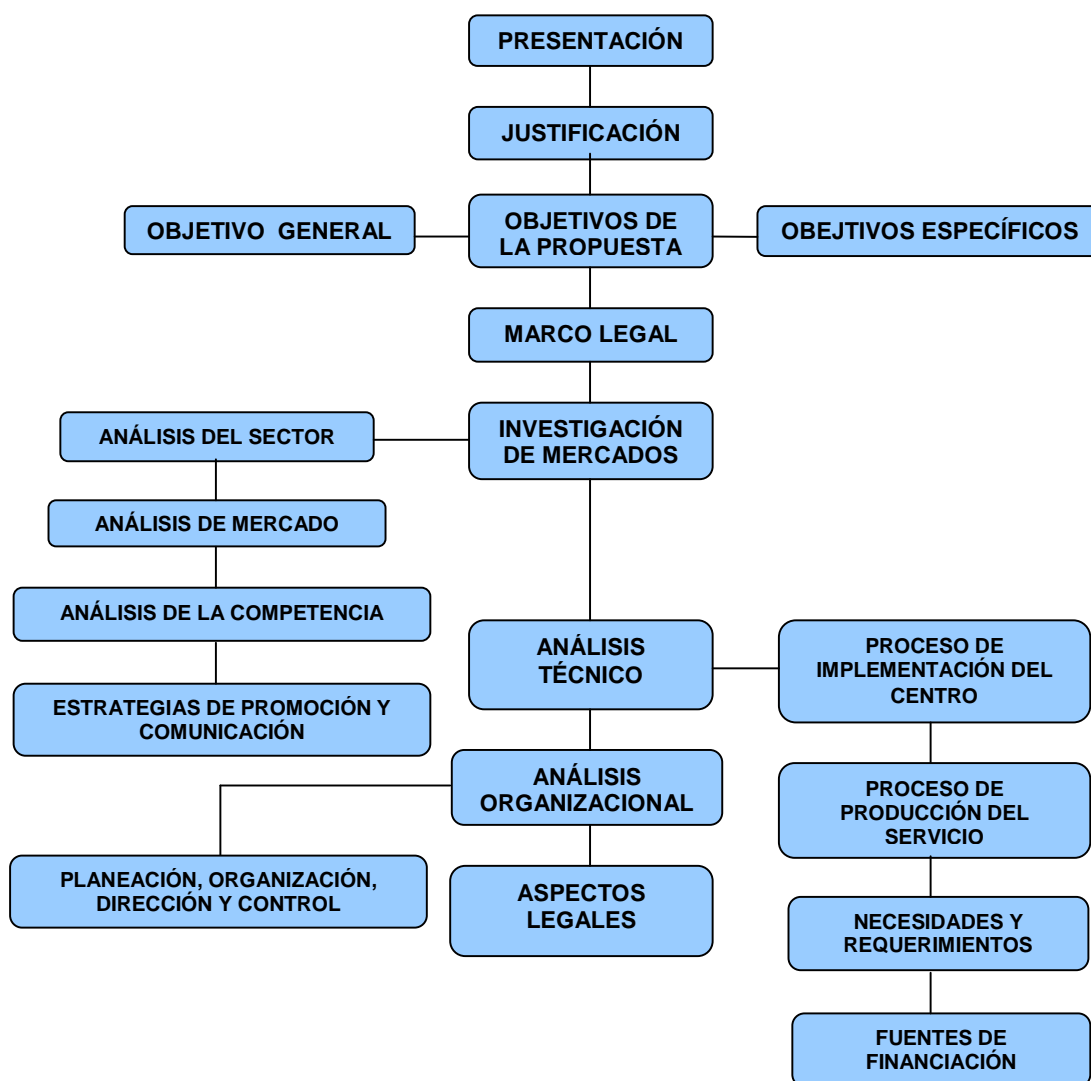 PRESENTACIÓN
JUSTIFICACIÓN
OBJETIVO GENERAL
OBJETIVOS DE
LA PROPUESTA
OBEJTIVOS ESPECÍFICOS
MARCO LEGAL
INVESTIGACIÓN
DE MERCADOS
ANÁLISIS DEL SECTOR
ANÁLISIS DE MERCADO
ANÁLISIS DE LA COMPETENCIA
ESTRATEGIAS DE PROMOCIÓN Y
COMUNICACIÓN
ANÁLISIS
TÉCNICO
PROCESO DE
IMPLEMENTACIÓN DEL
CENTRO
PROCESO DE
PRODUCCIÓN DEL
SERVICIO
NECESIDADES Y
REQUERIMIENTOS
FUENTES DE
FINANCIACIÓN
ANÁLISIS
ORGANIZACIONAL
PLANEACIÓN, ORGANIZACIÓN,
DIRECCIÓN Y CONTROL
ASPECTOS
LEGALES